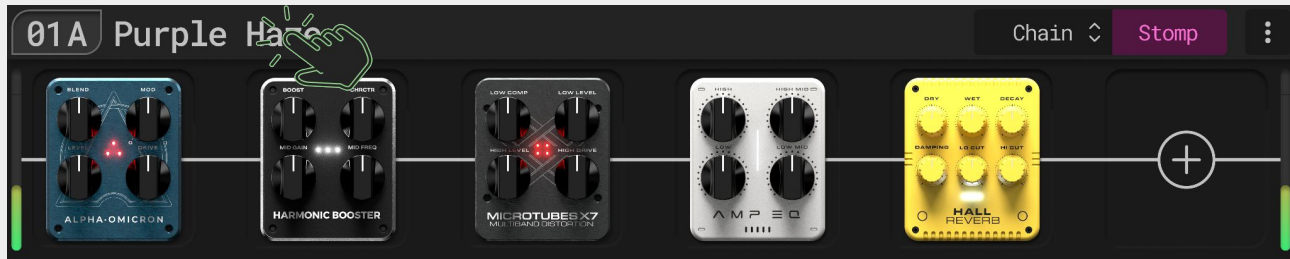 01A Purple Haze
Chain Stomp
BLEND MOD
LEVEL DRIVE
ALPHA·OMICRON
BOOST CHRCTR
MID GAIN MID FREQ
HARMONIC BOOSTER
LOW COMP LOW LEVEL
HIGH LEVEL HIGH DRIVE
MICROTUBES X7
MULTIBAND DISTORTION
HIGH HIGH MID
LOW LOW MID
AMP EQ
DRY WET DECAY
DAMPING LO CUT HI CUT
HALL
REVERB